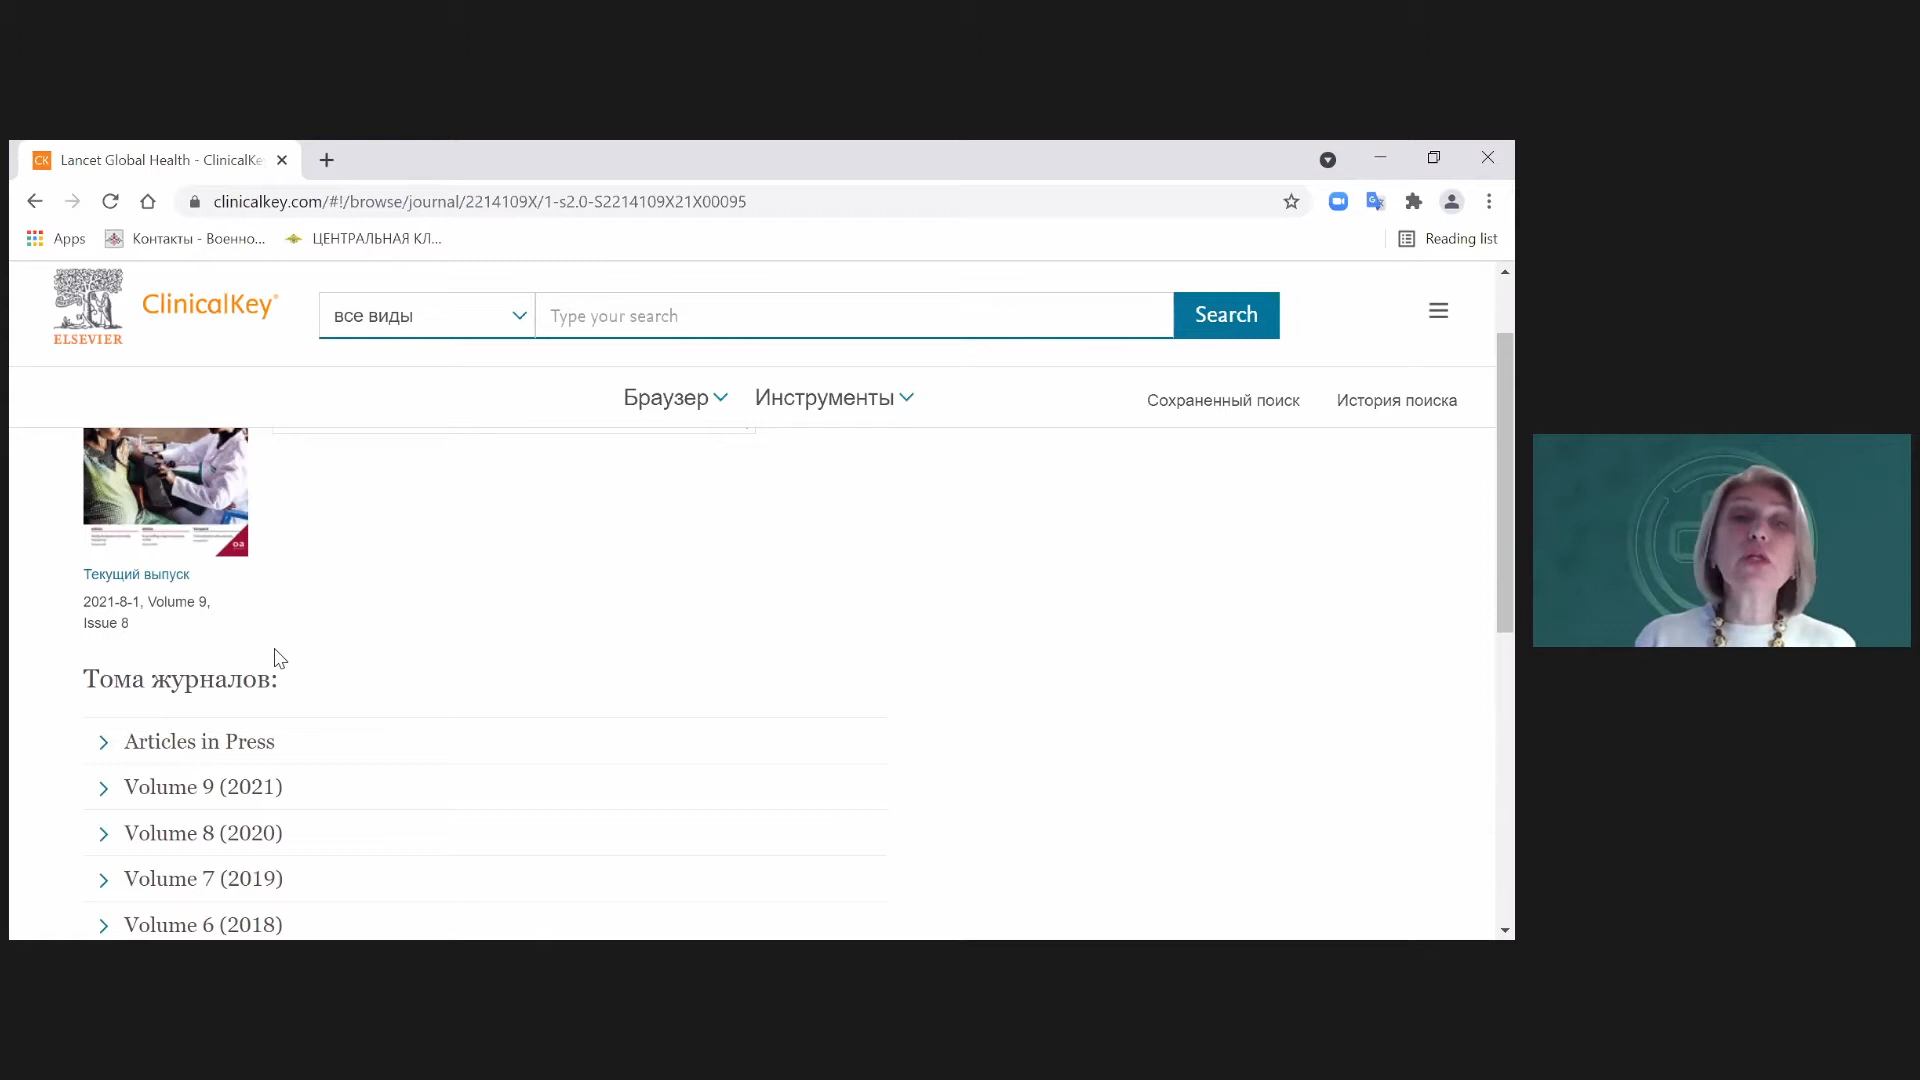 Lancet Global Health - ClinicalKe
clinicalkey.com/#!/browse/journal/2214109X/1-s2.0-S2214109X21X00095
Apps
Контакты - Военно...
ЦЕНТРАЛЬНАЯ КЛ...
Reading list
ELSEVIER
ClinicalKey®
все виды
Type your search
Search
Браузер
Инструменты
Сохраненный поиск
История поиска
Текущий выпуск
2021-8-1, Volume 9,
Issue 8
Тома журналов:
Articles in Press
Volume 9 (2021)
Volume 8 (2020)
Volume 7 (2019)
Volume 6 (2018)